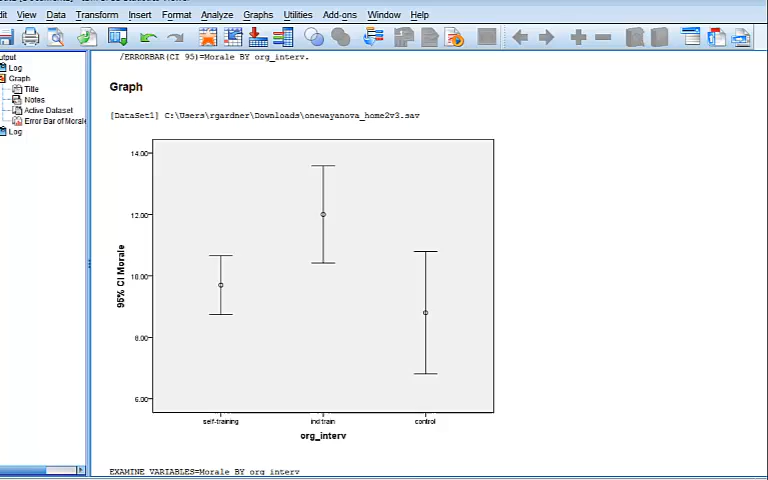 dit View Data Transform Insert Format Analyze Graphs Utilities Add-ons Window Help
utput
Log
Graph
Title
Notes
Active Dataset
Error Bar of Morale
Log
/ERRORBAR(CI 95)=Morale BY org_interv.
Graph
[DataSet1] C:\Users\rgardner\Downloads\onewayanova_home2v3.sav
14.00
12.00
10.00
8.00
6.00
95% CI Morale
self-training ind train control
org_interv
EXAMINE VARIABLES=Morale BY org_interv